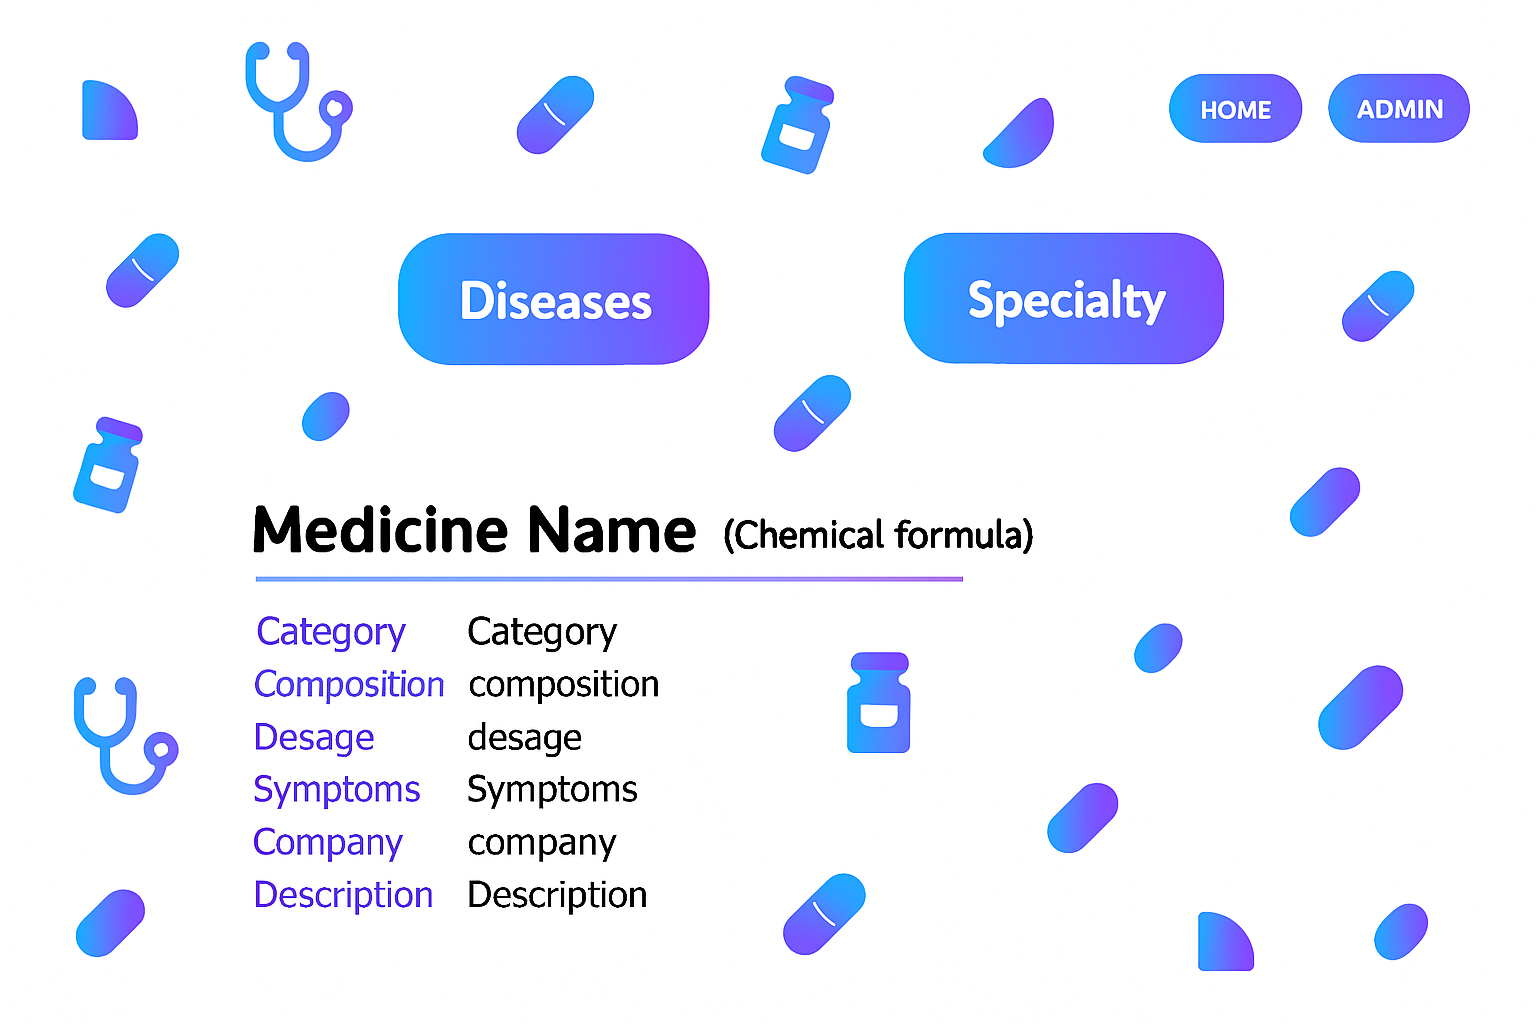 HOME ADMIN
Diseases Specialty
Medicine Name (Chemical formula)
Category Category
Composition composition
Desage desage
Symptoms Symptoms
Company company
Description Description